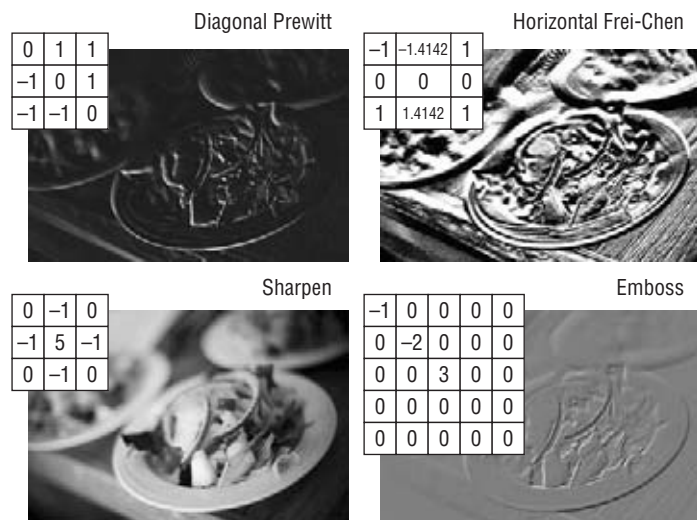 Diagonal Prewitt
0 1 1
–1 0 1
–1 –1 0
Horizontal Frei-Chen
–1 –1.4142 1
0 0 0
1 1.4142 1
Sharpen
0 –1 0
–1 5 –1
0 –1 0
Emboss
–1 0 0 0 0
0 –2 0 0 0
0 0 3 0 0
0 0 0 0 0
0 0 0 0 0